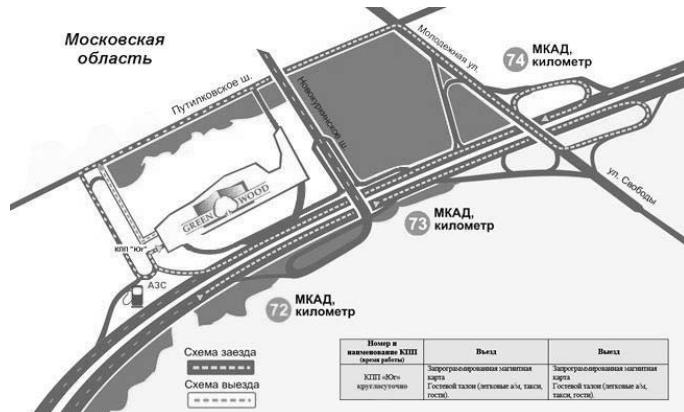 Московская
область
Молодежная ул.
74
МКАД,
километр
Путилковское ш.
Новокуркинское ш.
GREEN WOOD
ул. Свободы
КПП "Юг"
73
МКАД,
километр
АЗС
72
МКАД,
километр
Схема заезда
Схема выезда
Номер и
наименование КПП
(время работы)
Въезд
Выезд
КПП «Юг»
круглосуточно
Запрограммированная магнитная
карта
Гостевой талон (легковые а/м, такси,
гости).
Запрограммированная магнитная
карта
Гостевой талон (легковые а/м, такси,
гости).